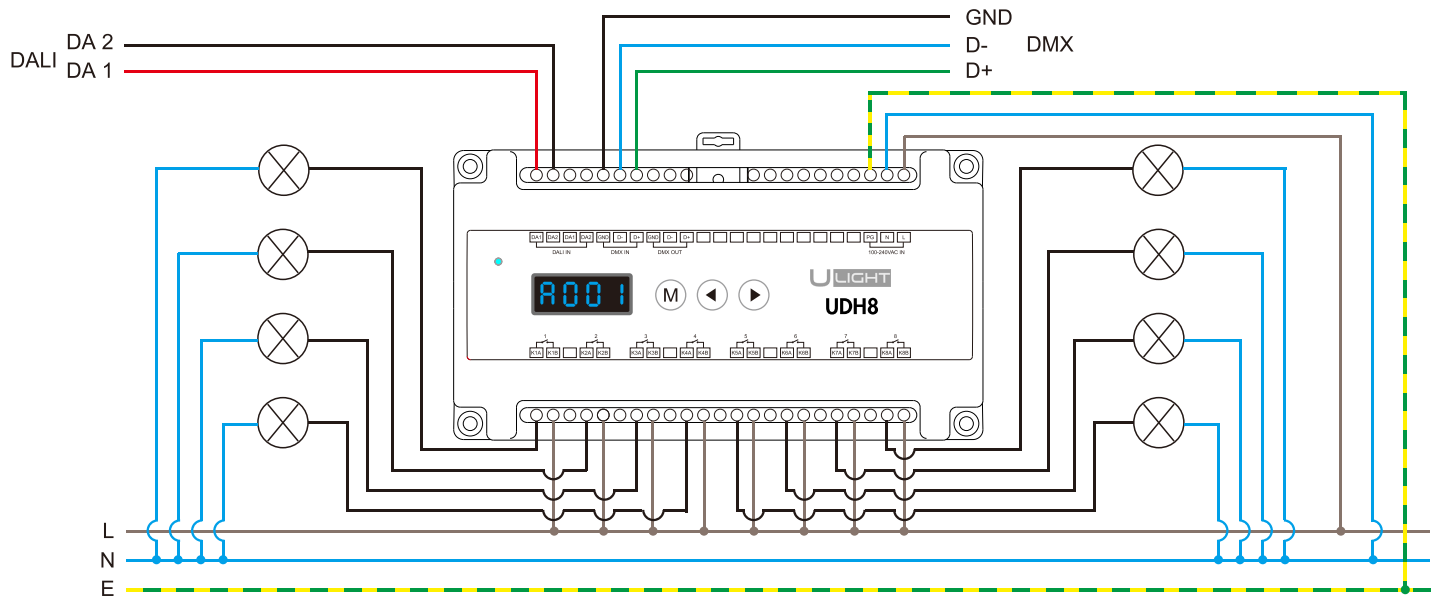 GND
DA 2
D- DMX
DALI
DA 1
D+
DA1 DA2 DA1 DA2 GND D- D+ GND D- D+ PG N L
DALI IN DMX IN DMX OUT 100-240VAC IN
A001
M
ULIGHT
UDH8
1 2 3 4 5 6 7 8
K1A K1B K2A K2B K3A K3B K4A K4B K5A K5B K6A K6B K7A K7B K8A K8B
L
N
E